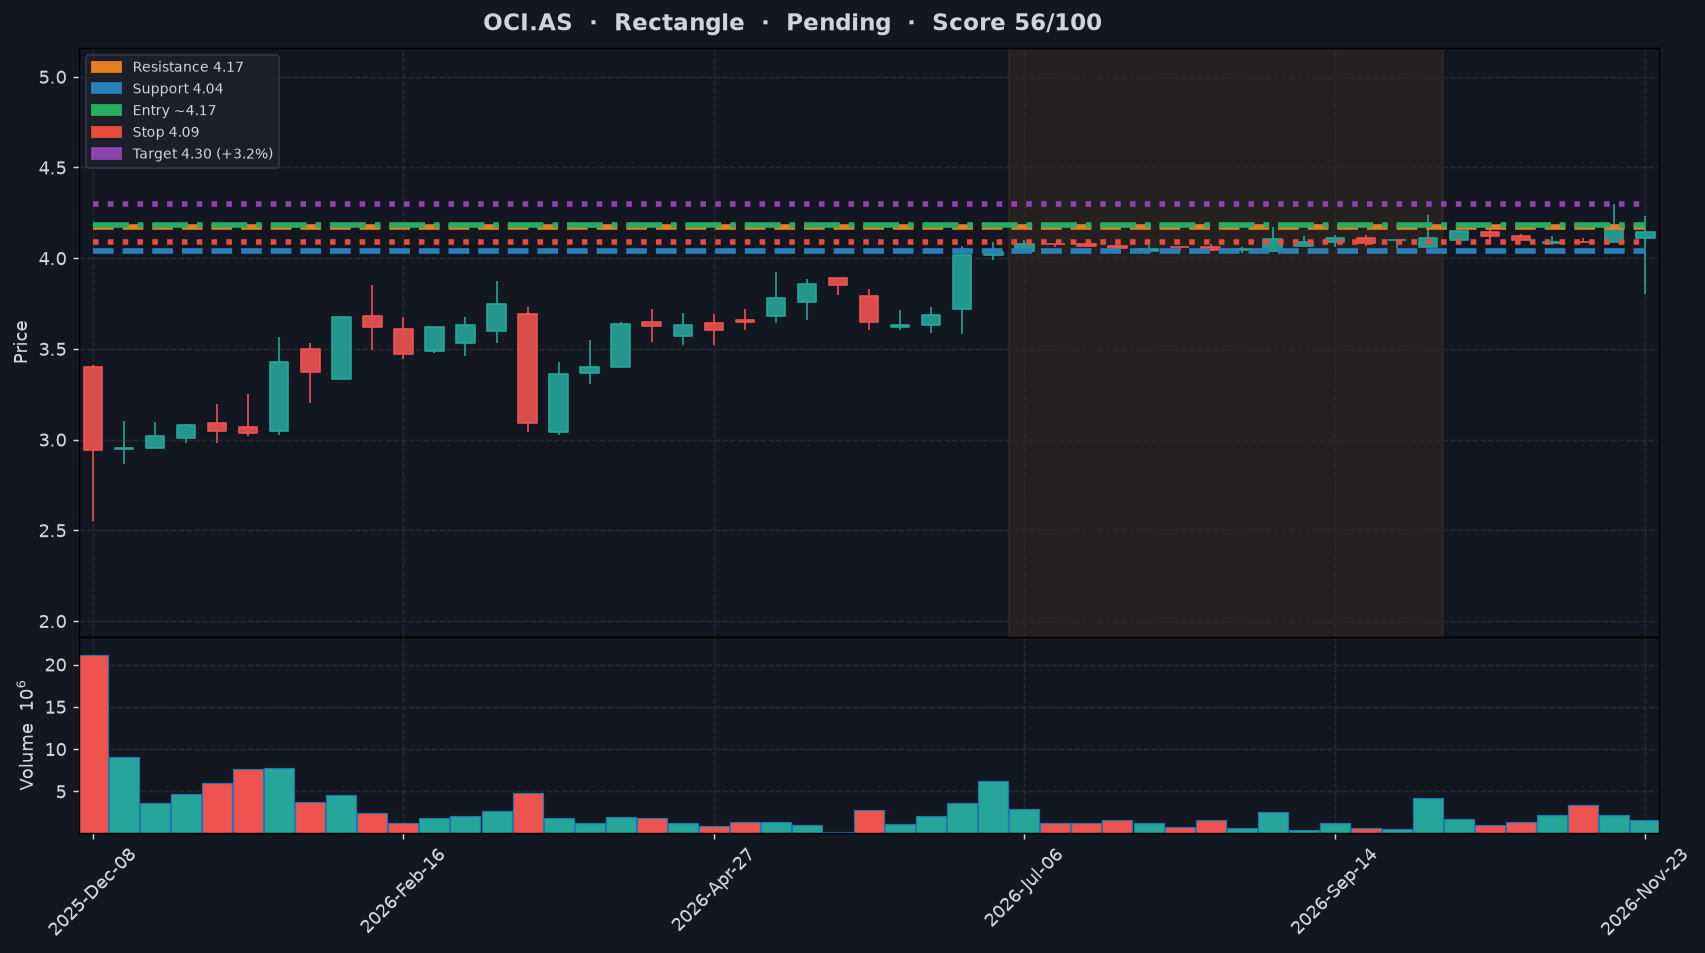 OCI.AS · Rectangle · Pending · Score 56/100
Resistance 4.17
Support 4.04
Entry ~4.17
Stop 4.09
Target 4.30 (+3.2%)
5.0
4.5
4.0
3.5
3.0
2.5
2.0
Price
20
15
10
5
Volume 10⁶
2025-Dec-08
2026-Feb-16
2026-Apr-27
2026-Jul-06
2026-Sep-14
2026-Nov-23